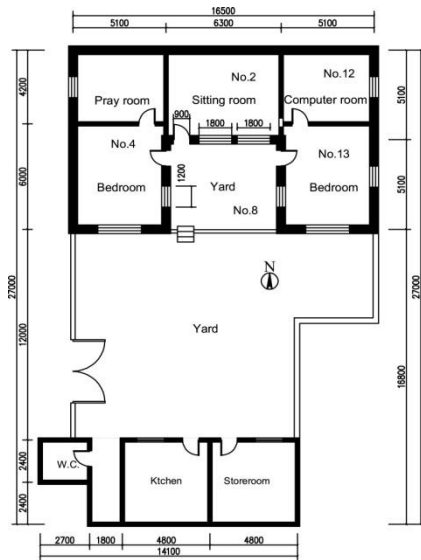 16500
5100 6300 5100
4200
6000
27000
12000
2400
2400
No.2
No.12
Pray room
Sitting room
Computer room
900
1800 1800
No.4
No.13
1200
Bedroom
Yard
Bedroom
No.8
5100
5100
27000
16800
N
Yard
W.C.
Ktchen
Storeroom
2700 1800 4800 4800
14100